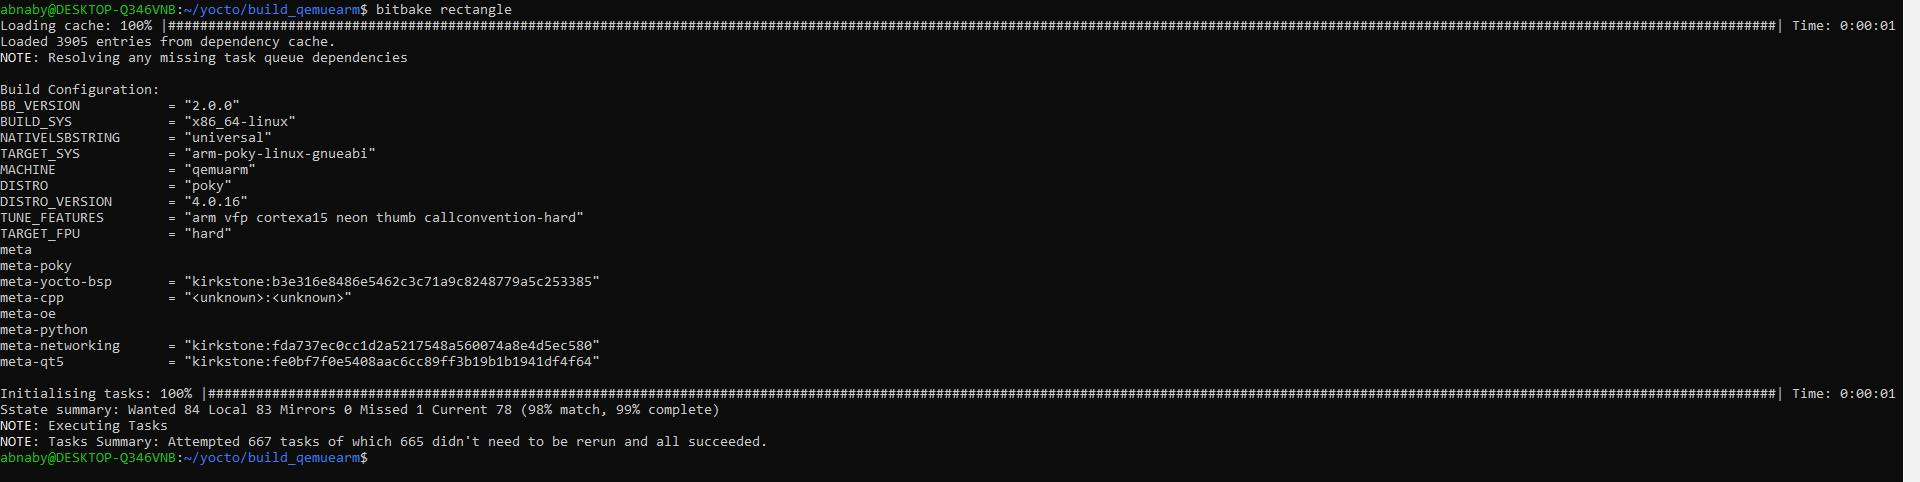 abnaby@DESKTOP-Q346VNB:~/yocto/build_qemuearm$ bitbake rectangle
Loading cache: 100% |################################################################################################################################################################################################################| Time: 0:00:01
Loaded 3905 entries from dependency cache.
NOTE: Resolving any missing task queue dependencies
Build Configuration:
BB_VERSION           = "2.0.0"
BUILD_SYS            = "x86_64-linux"
NATIVELSBSTRING      = "universal"
TARGET_SYS           = "arm-poky-linux-gnueabi"
MACHINE              = "qemuarm"
DISTRO               = "poky"
DISTRO_VERSION       = "4.0.16"
TUNE_FEATURES        = "arm vfp cortexa15 neon thumb callconvention-hard"
TARGET_FPU           = "hard"
meta
meta-poky
meta-yocto-bsp       = "kirkstone:b3e316e8486e5462c3c71a9c8248779a5c253385"
meta-cpp             = "<unknown>:<unknown>"
meta-oe
meta-python
meta-networking      = "kirkstone:fda737ec0cc1d2a5217548a560074a8e4d5ec580"
meta-qt5             = "kirkstone:fe0bf7f0e5408aac6cc89ff3b19b1b1941df4f64"
Initialising tasks: 100% |###########################################################################################################################################################################################################| Time: 0:00:01
Sstate summary: Wanted 84 Local 83 Mirrors 0 Missed 1 Current 78 (98% match, 99% complete)
NOTE: Executing Tasks
NOTE: Tasks Summary: Attempted 667 tasks of which 665 didn't need to be rerun and all succeeded.
abnaby@DESKTOP-Q346VNB:~/yocto/build_qemuearm$